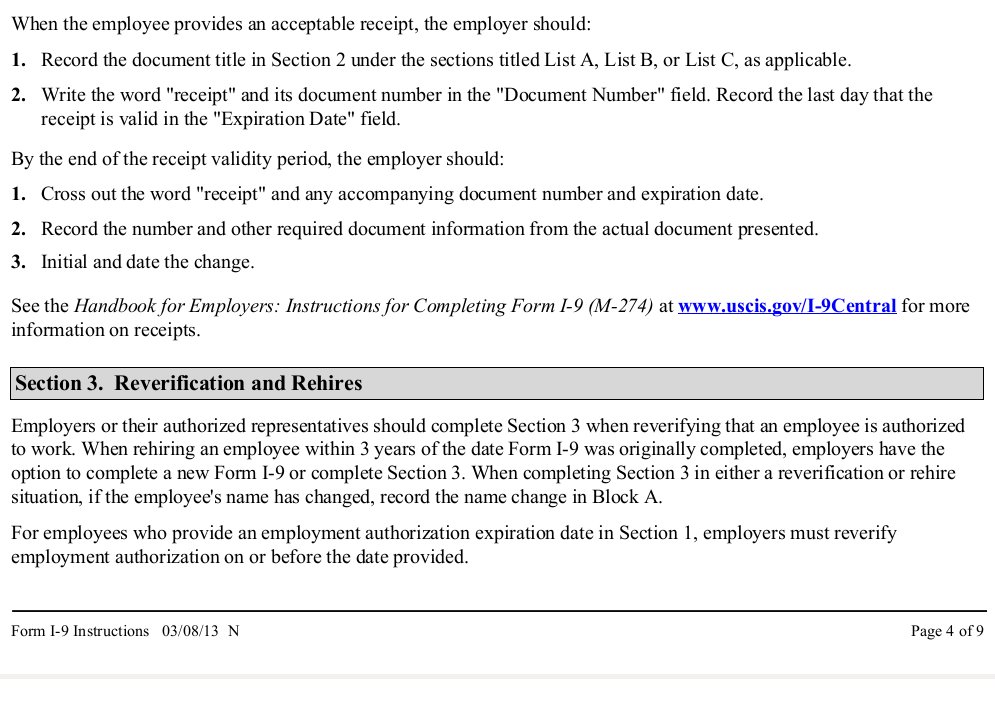 When the employee provides an acceptable receipt, the employer should:
1. Record the document title in Section 2 under the sections titled List A, List B, or List C, as applicable.
2. Write the word "receipt" and its document number in the "Document Number" field. Record the last day that the
receipt is valid in the "Expiration Date" field.
By the end of the receipt validity period, the employer should:
1. Cross out the word "receipt" and any accompanying document number and expiration date.
2. Record the number and other required document information from the actual document presented.
3. Initial and date the change.
See the Handbook for Employers: Instructions for Completing Form I-9 (M-274) at www.uscis.gov/I-9Central for more
information on receipts.
Section 3. Reverification and Rehires
Employers or their authorized representatives should complete Section 3 when reverifying that an employee is authorized
to work. When rehiring an employee within 3 years of the date Form I-9 was originally completed, employers have the
option to complete a new Form I-9 or complete Section 3. When completing Section 3 in either a reverification or rehire
situation, if the employee's name has changed, record the name change in Block A.
For employees who provide an employment authorization expiration date in Section 1, employers must reverify
employment authorization on or before the date provided.
Form I-9 Instructions 03/08/13 N
Page 4 of 9